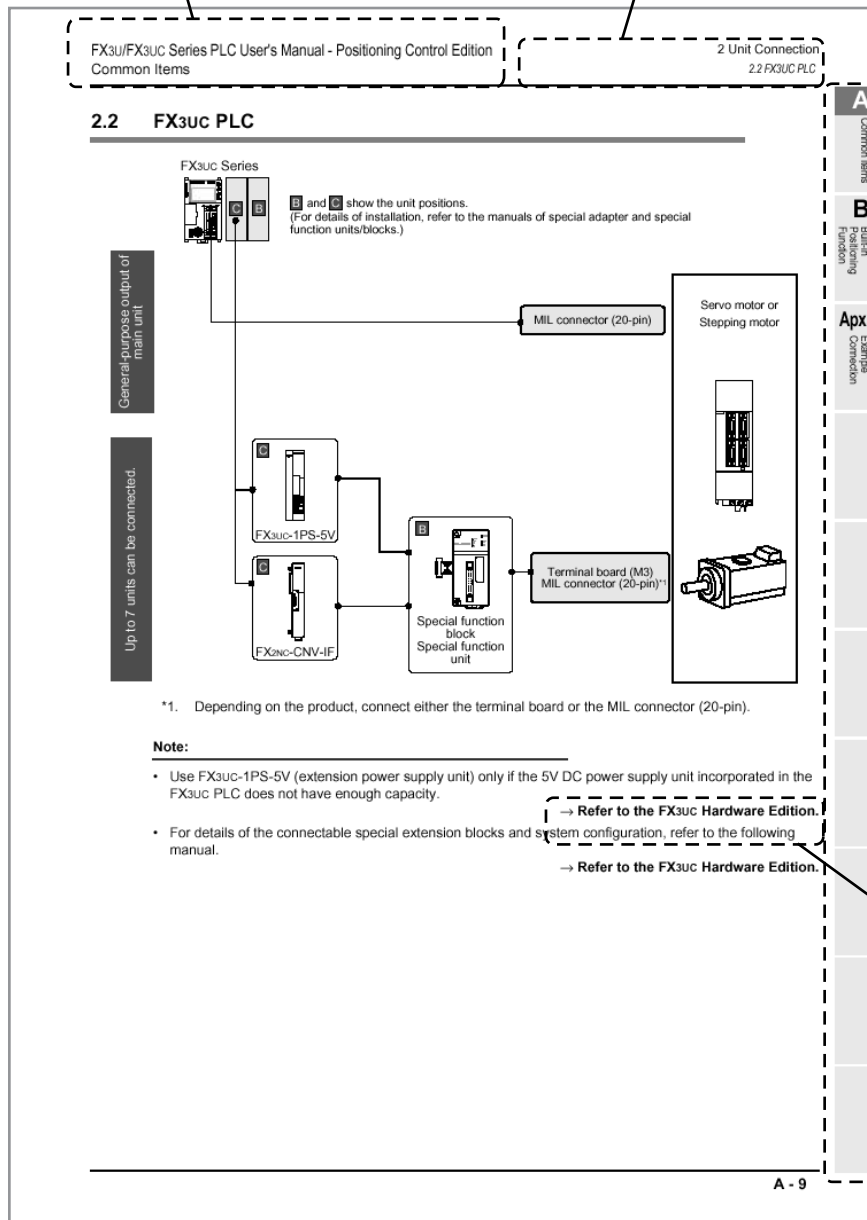 FX3U/FX3UC Series PLC User's Manual - Positioning Control Edition
Common Items
2 Unit Connection
2.2 FX3UC PLC
A
Common Items
B
Built-in
Positioning
Function
Apx.
Example
Connection
2.2 FX3UC PLC
FX3UC Series
C B
B and C show the unit positions.
(For details of installation, refer to the manuals of special adapter and special
function units/blocks.)
General-purpose output of
main unit
MIL connector (20-pin)
Servo motor or
Stepping motor
Up to 7 units can be connected.
C
FX3UC-1PS-5V
C
FX2NC-CNV-IF
B
Special function
block
Special function
unit
Terminal board (M3)
MIL connector (20-pin)*1
*1. Depending on the product, connect either the terminal board or the MIL connector (20-pin).
Note:
• Use FX3UC-1PS-5V (extension power supply unit) only if the 5V DC power supply unit incorporated in the
FX3UC PLC does not have enough capacity.
→ Refer to the FX3UC Hardware Edition.
• For details of the connectable special extension blocks and system configuration, refer to the following
manual.
→ Refer to the FX3UC Hardware Edition.
A - 9